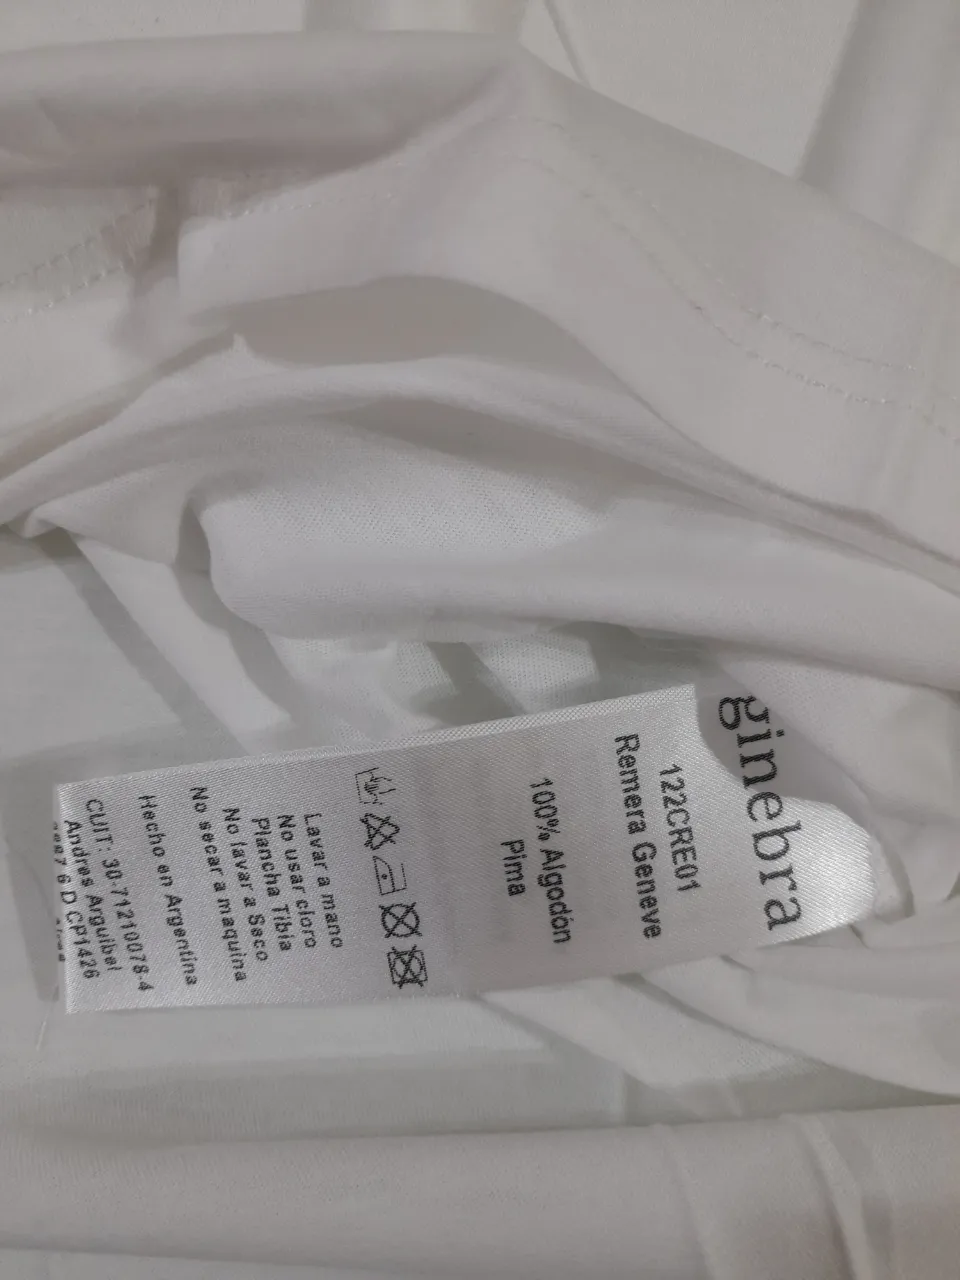 ginebra
122CRE01
Remera Geneve
100% Algodón
Pima
Lavar a mano
No usar cloro
Plancha Tibia
No lavar a Seco
No secar a maquina
Hecho en Argentina
CUIT: 30-71210078-4
Andres Arguibel
D CP1426